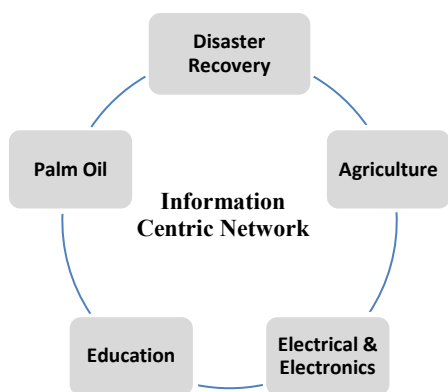 Disaster
Recovery
Palm Oil
Agriculture
Information
Centric Network
Education
Electrical &
Electronics